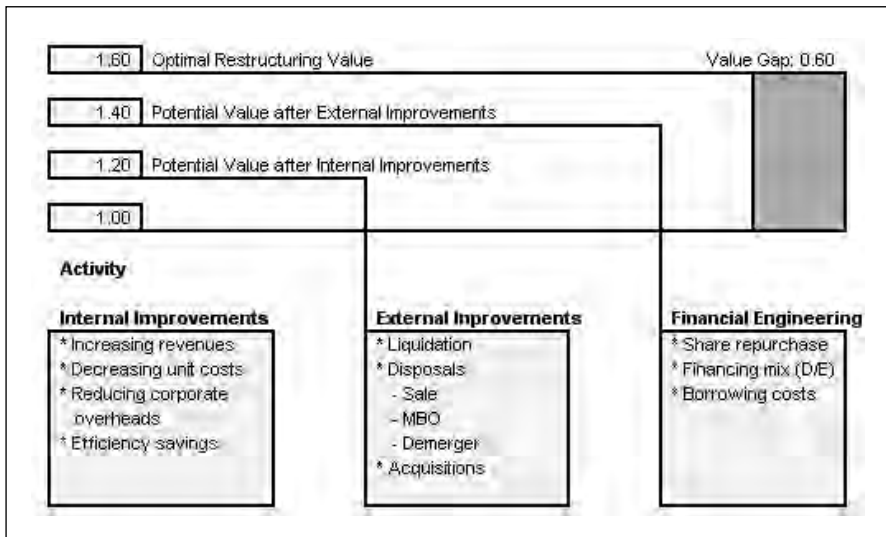 1.60 Optimal Restructuring Value Value Gap: 0.60
1.40 Potential Value after External Improvements
1.20 Potential Value after Internal Improvements
1.00
Activity
Internal Improvements
* Increasing revenues
* Decreasing unit costs
* Reducing corporate
overheads
* Efficiency savings
External Inprovements
* Liquidation
* Disposals
- Sale
- MBO
- Demerger
* Acquisitions
Financial Engineering
* Share repurchase
* Financing mix (D/E)
* Borrowing costs